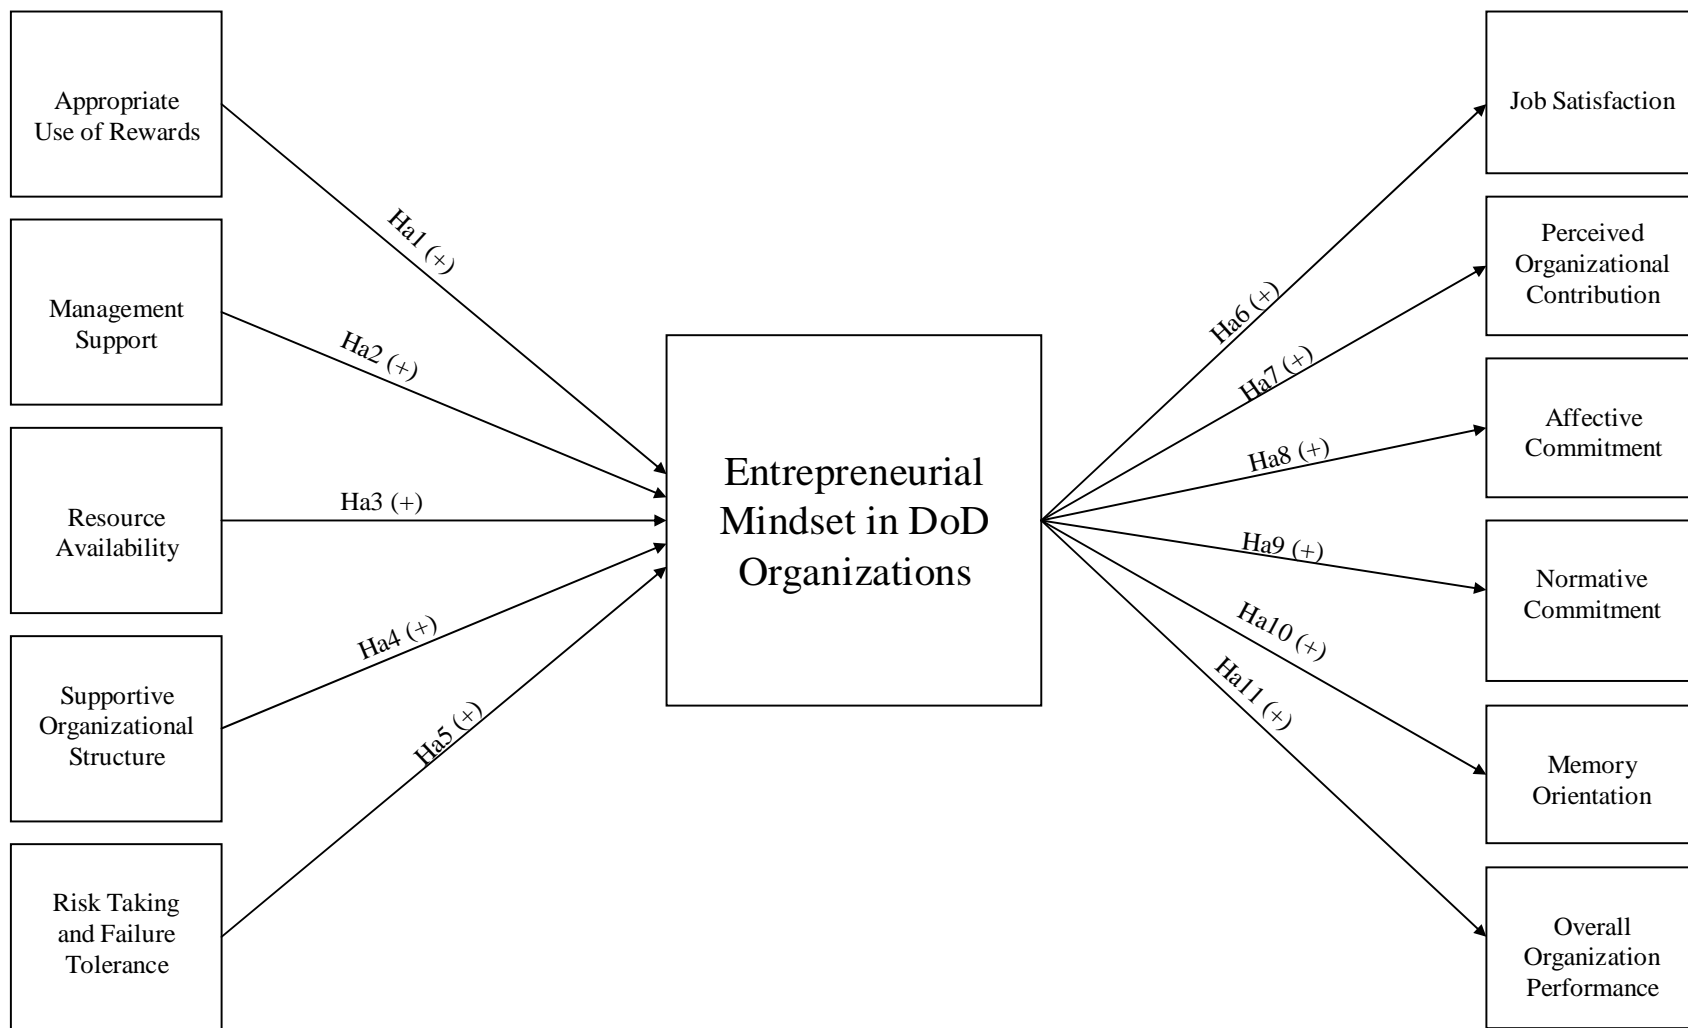 Appropriate
Use of Rewards
Management
Support
Resource
Availability
Supportive
Organizational
Structure
Risk Taking
and Failure
Tolerance
Ha1 (+)
Ha2 (+)
Ha3 (+)
Ha4 (+)
Ha5 (+)
Entrepreneurial
Mindset in DoD
Organizations
Ha6 (+)
Ha7 (+)
Ha8 (+)
Ha9 (+)
Ha10 (+)
Ha11 (+)
Job Satisfaction
Perceived
Organizational
Contribution
Affective
Commitment
Normative
Commitment
Memory
Orientation
Overall
Organization
Performance